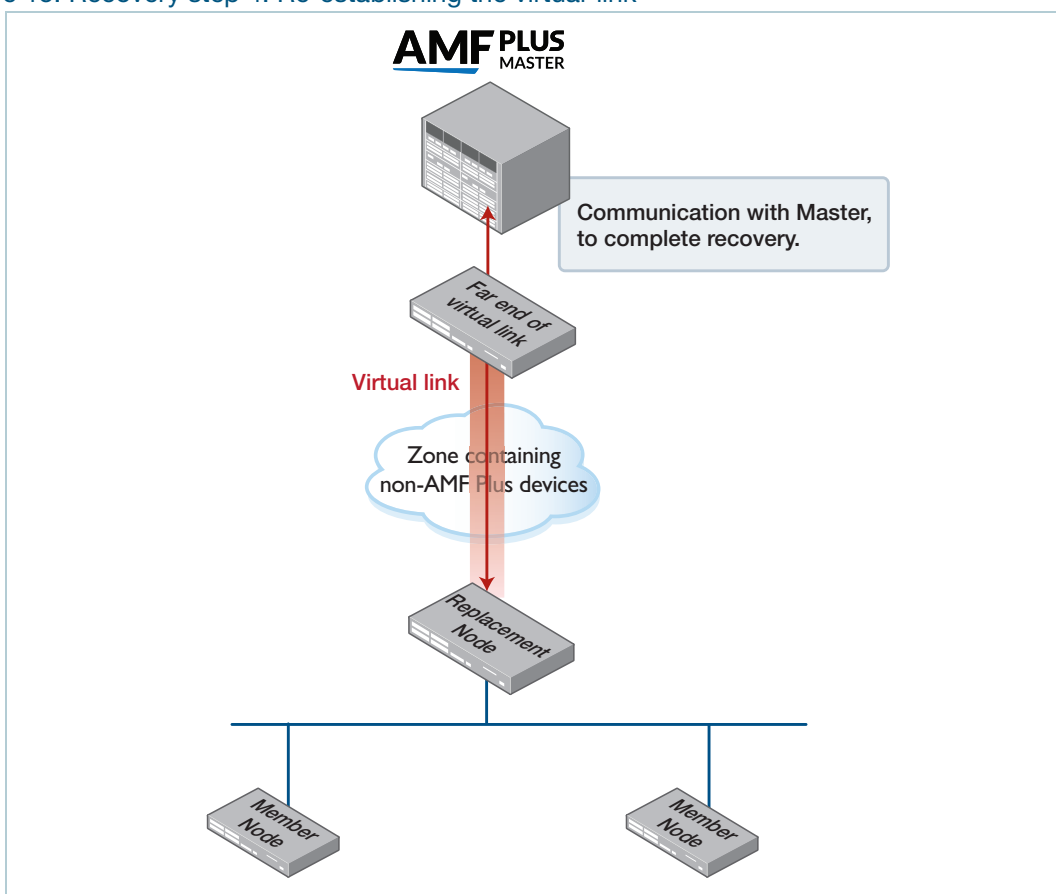 AMF PLUS
MASTER
Communication with Master,
to complete recovery.
Far end of
virtual link
Virtual link
Zone containing
non-AMF Plus devices
Replacement
Node
Member
Node
Member
Node